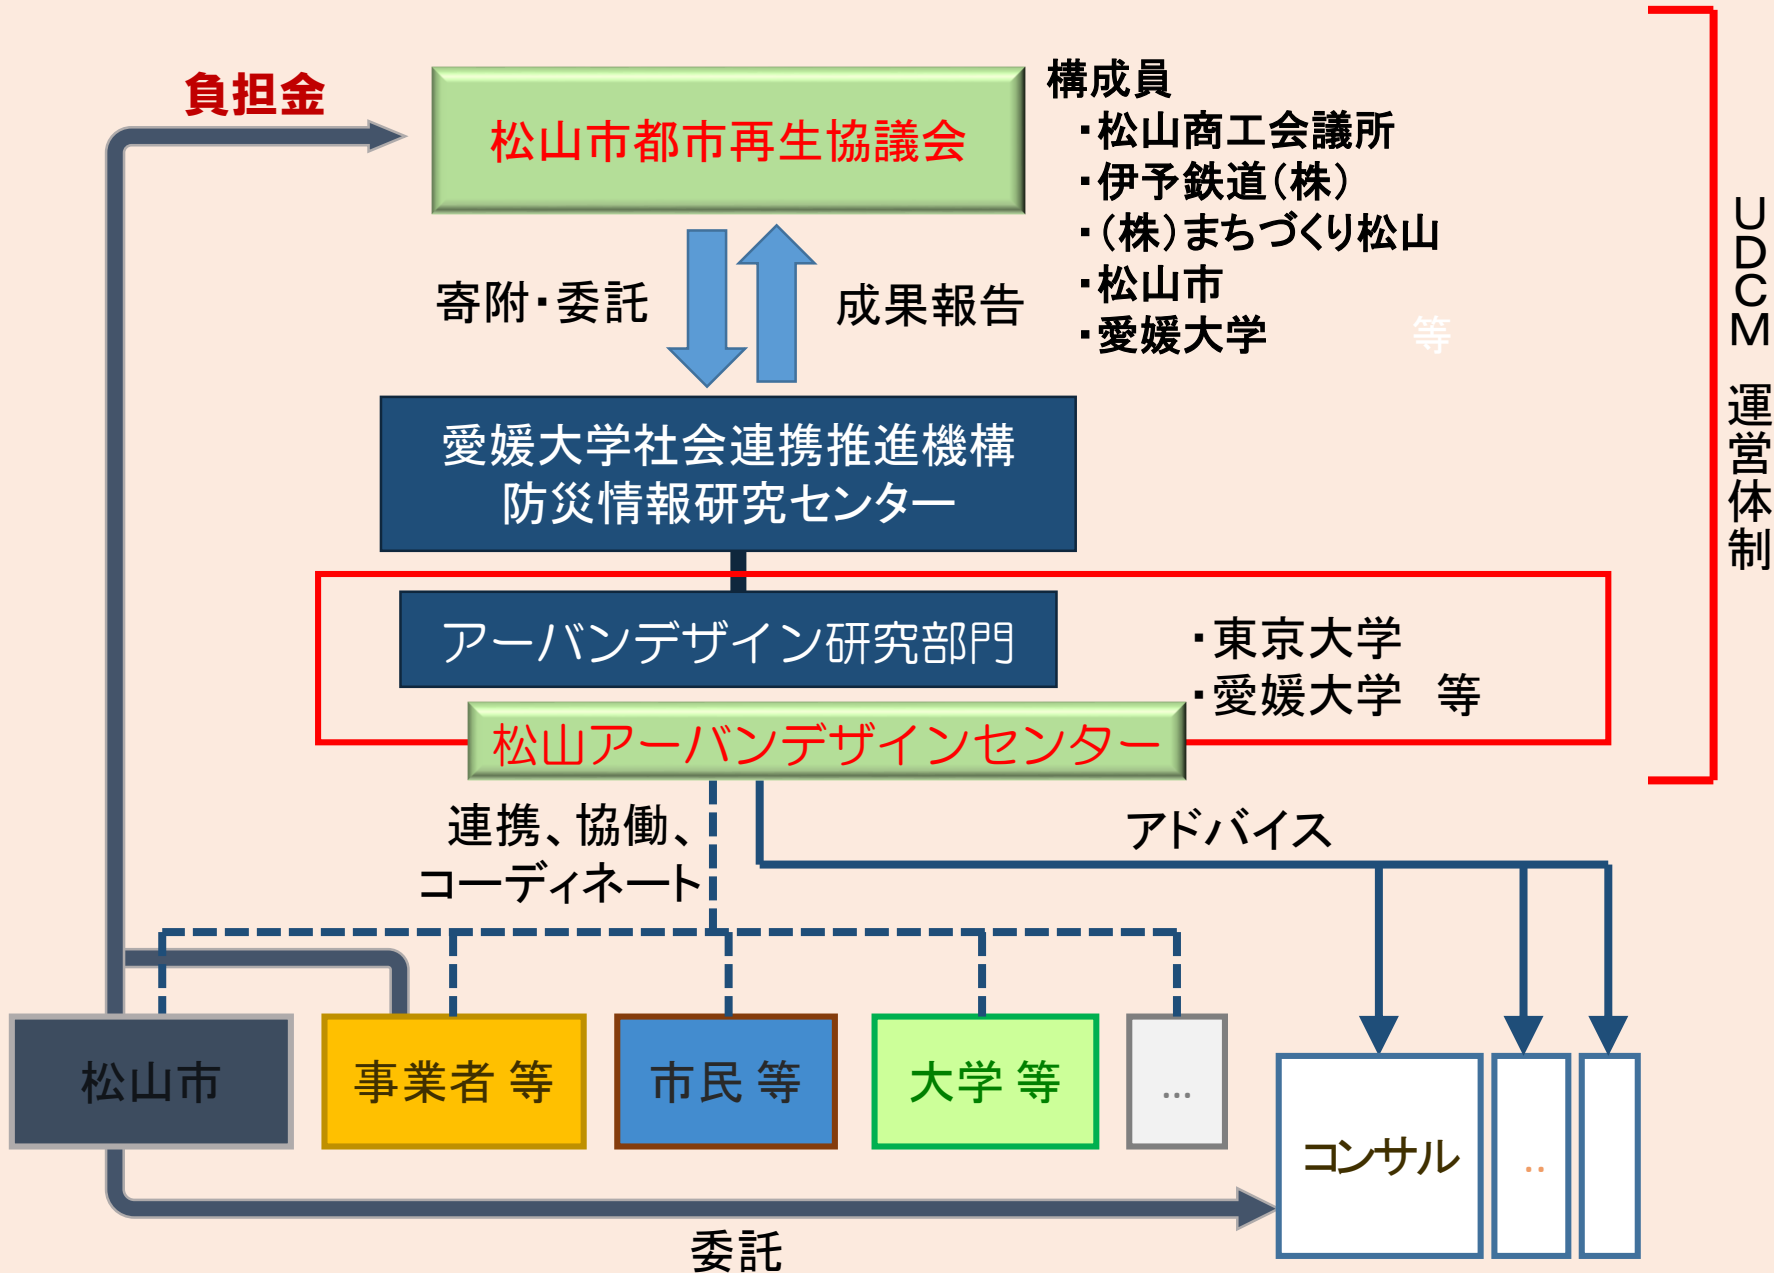 負担金
松山市都市再生協議会
構成員
・松山商工会議所
・伊予鉄道（株）
・（株）まちづくり松山
・松山市
・愛媛大学　等
寄附・委託
成果報告
UDCM 運営体制
愛媛大学社会連携推進機構
防災情報研究センター
アーバンデザイン研究部門
・東京大学
・愛媛大学　等
松山アーバンデザインセンター
連携、協働、
コーディネート
アドバイス
松山市
事業者 等
市民 等
大学 等
…
コンサル
‥
委託